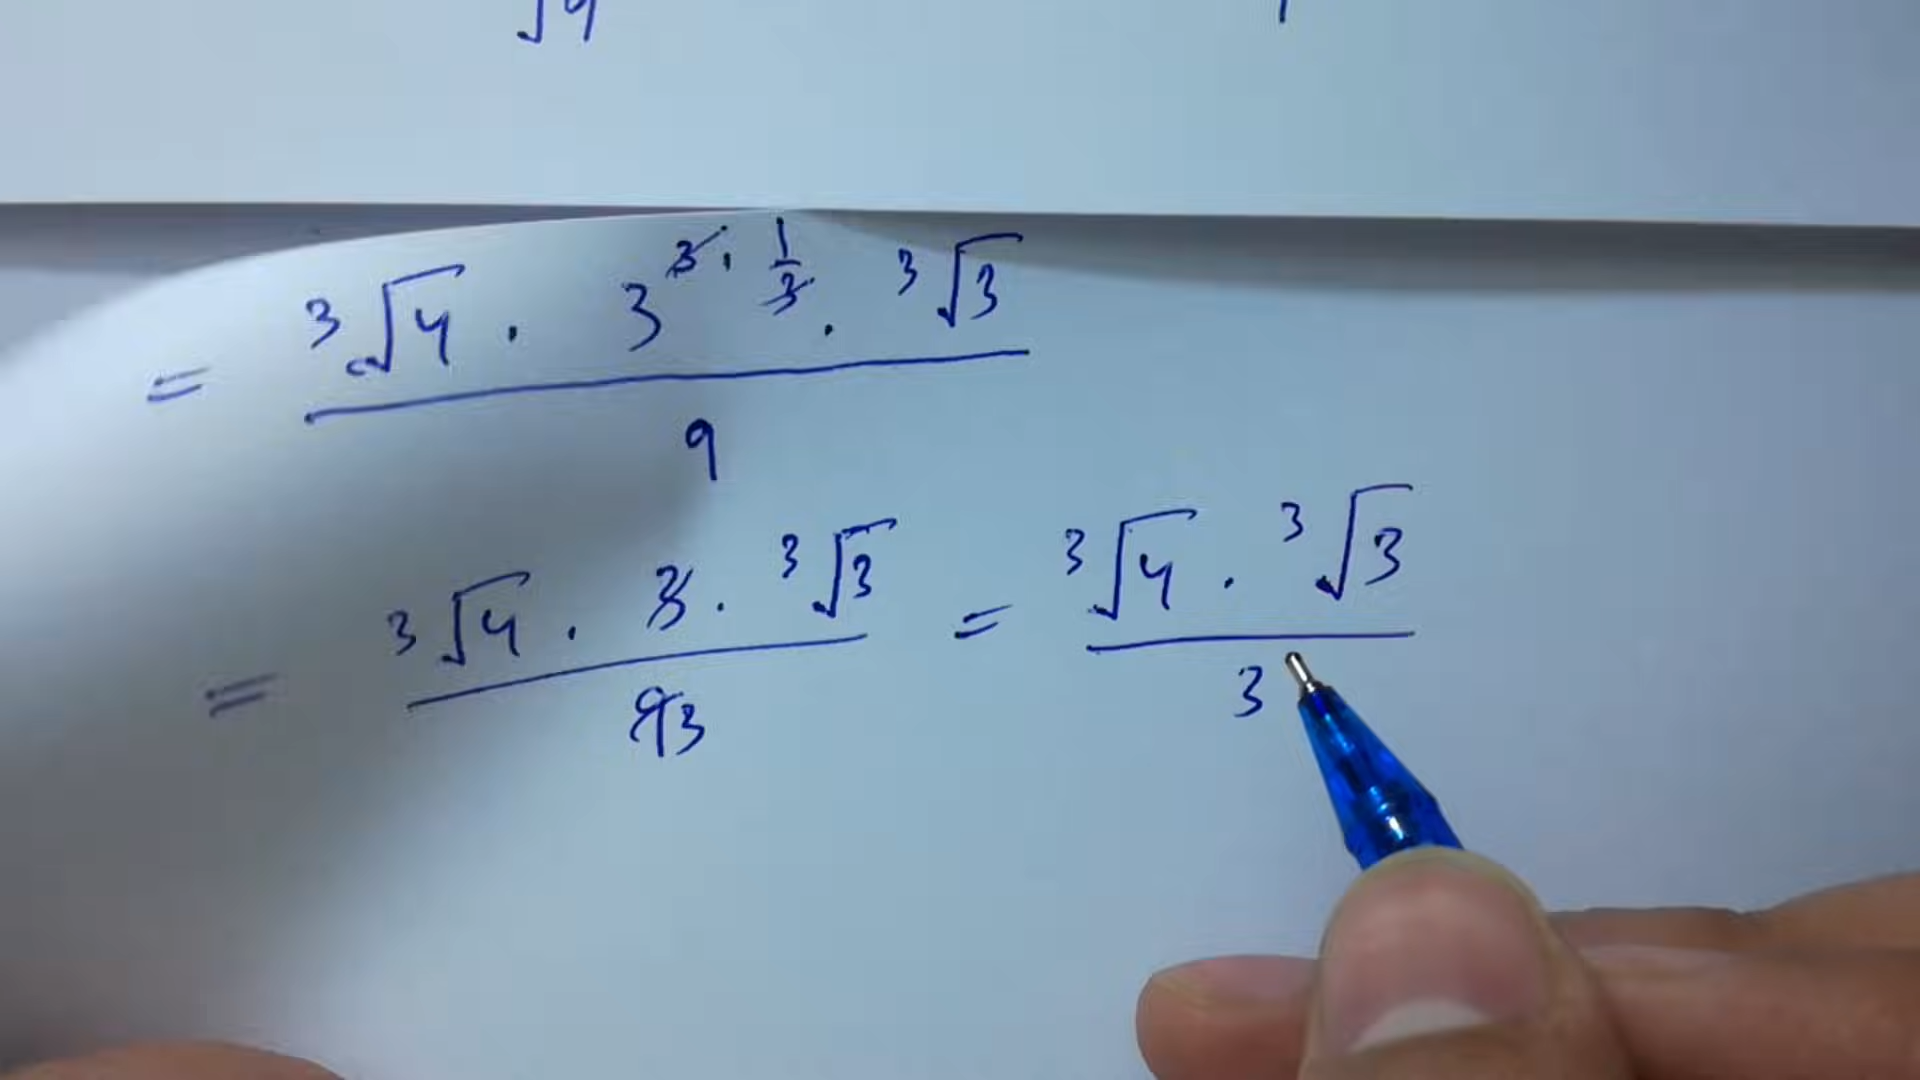 √9
= ³√4 . 3^(3 . 1/3) . ³√3 / 9
= ³√4 . 3 . ³√3 / 9 3 = ³√4 . ³√3 / 3